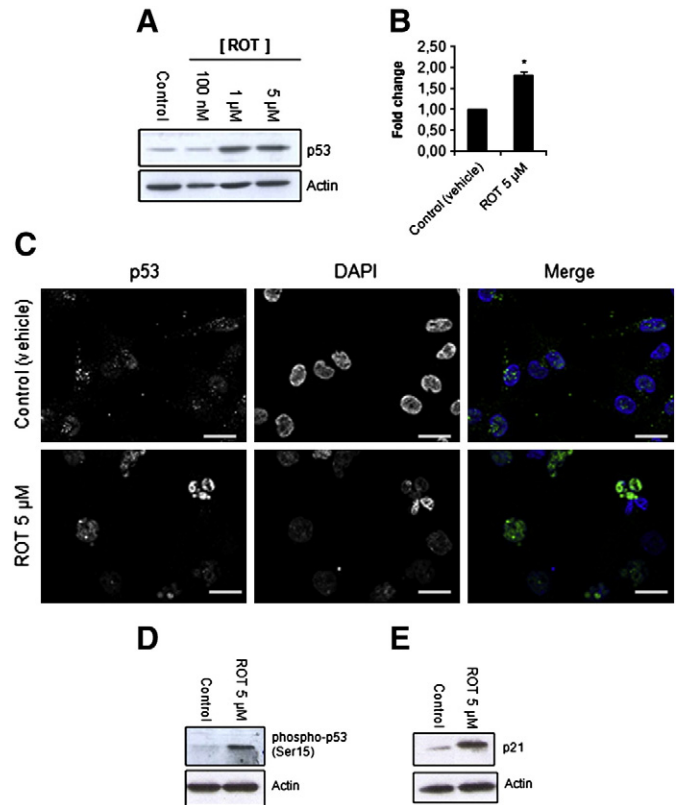 A
[ ROT ]
Control
100 nM
1 µM
5 µM
p53
Actin
B
Fold change
2,50
2,00
1,50
1,00
0,50
0,00
*
Control (vehicle)
ROT 5 µM
C
p53
DAPI
Merge
Control (vehicle)
ROT 5 µM
D
Control
ROT 5 µM
phospho-p53
(Ser15)
Actin
E
Control
ROT 5 µM
p21
Actin